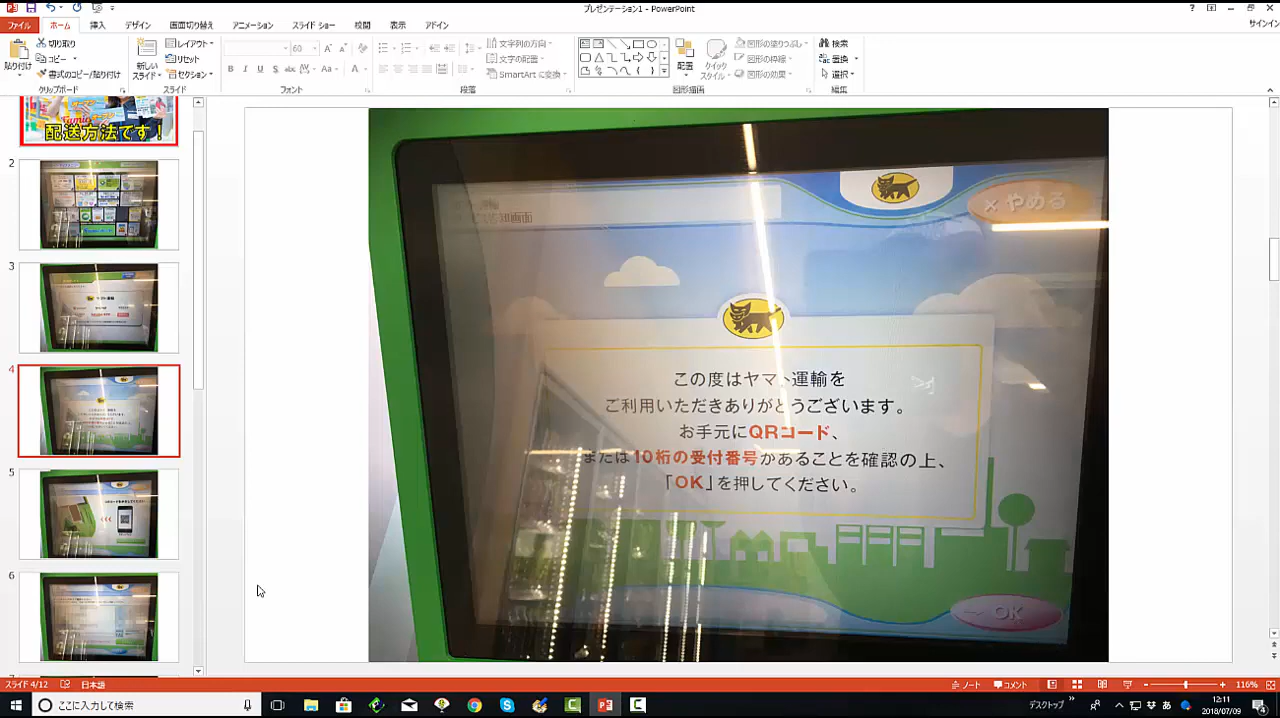 プレゼンテーション1 - PowerPoint
サインイン
ファイル
ホーム
挿入
デザイン
画面切り替え
アニメーション
スライド ショー
校閲
表示
アドイン
貼り付け
切り取り
コピー
書式のコピー/貼り付け
クリップボード
新しい
スライド
レイアウト
リセット
セクション
スライド
60
B I U S abc AV Aa A
フォント
文字列の方向
文字の配置
SmartArt に変換
段落
配置
クイック
スタイル
図形の塗りつぶし
図形の枠線
図形の効果
図形描画
検索
置換
選択
編集
配送方法です！
2
3
4
5
6
× やめる
この度はヤマト運輸を
ご利用いただきありがとうございます。
お手元にQRコード、
または10桁の受付番号があることを確認の上、
「OK」を押してください。
OK
スライド 4/12
日本語
ノート
コメント
116%
ここに入力して検索
デスクトップ
あ
12:11
2018/07/09